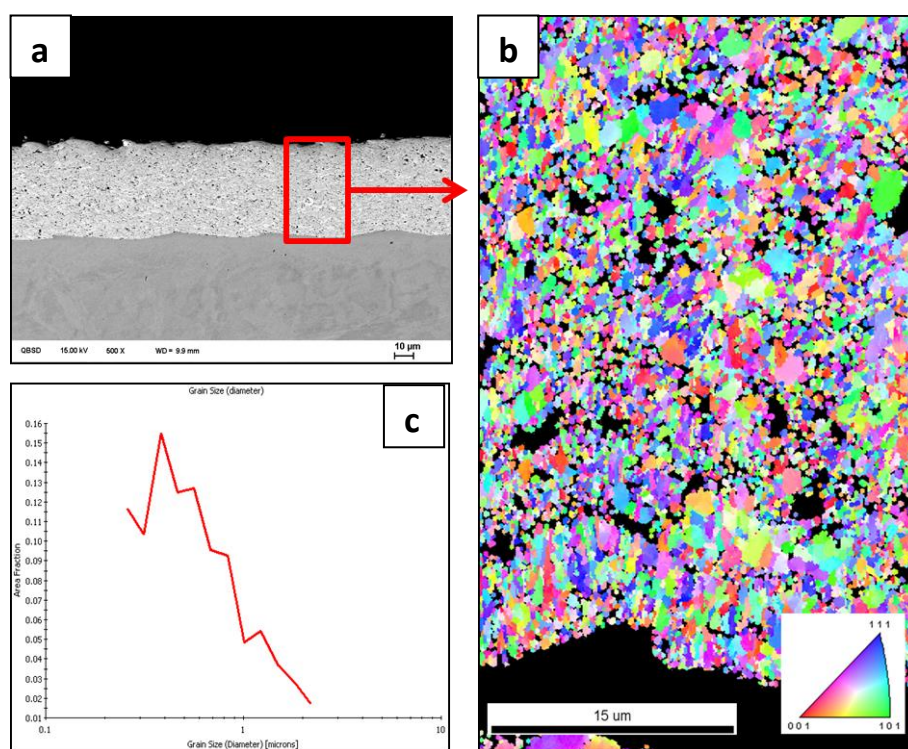 a
QBSD 15.00 kV 500 X WD = 9.9 mm 10 µm
b
15 um
1 1 1
0 0 1 1 0 1
c
Grain Size (diameter)
Area Fraction
0.16
0.15
0.14
0.13
0.12
0.11
0.10
0.09
0.08
0.07
0.06
0.05
0.04
0.03
0.02
0.01
0.1 1 10
Grain Size (Diameter) [microns]